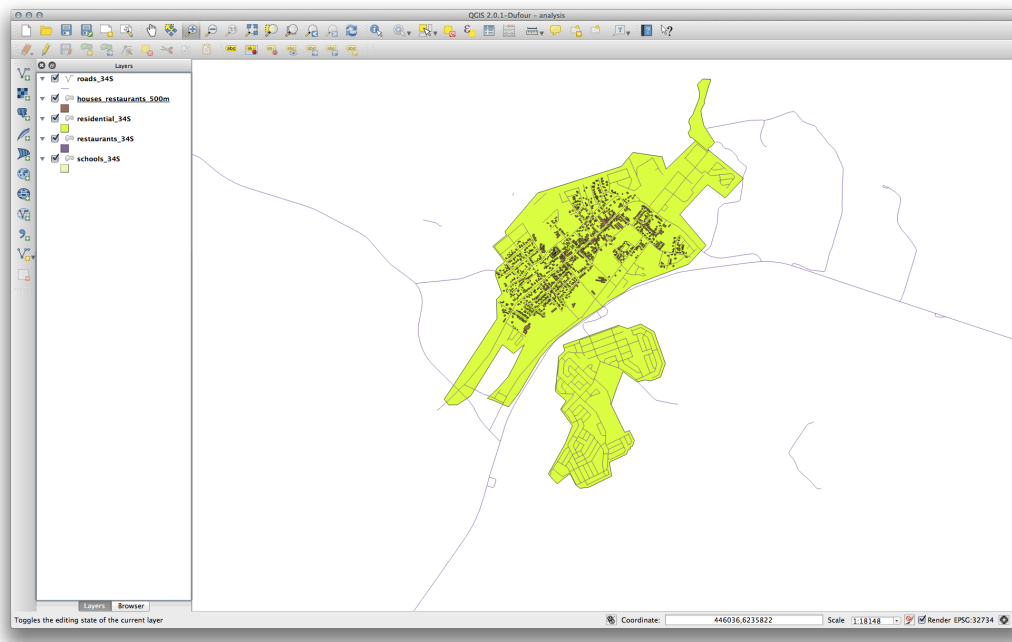 QGIS 2.0.1-Dufour - analysis
Layers
roads_34S
houses_restaurants_500m
residential_34S
restaurants_34S
schools_34S
Layers Browser
Toggles the editing state of the current layer
Coordinate: 446036,6235822 Scale 1:18148 Render EPSG:32734